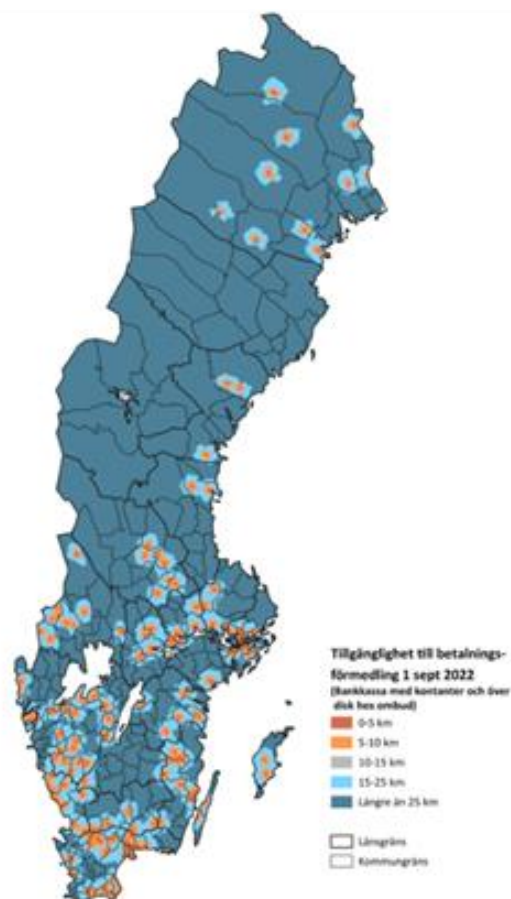 Tillgänglighet till betalnings-
förmedling 1 sept 2022
(Bankkassa med kontanter och över
disk hos ombud)
0-5 km
5-10 km
10-15 km
15-25 km
Längre än 25 km
Länsgräns
Kommungräns